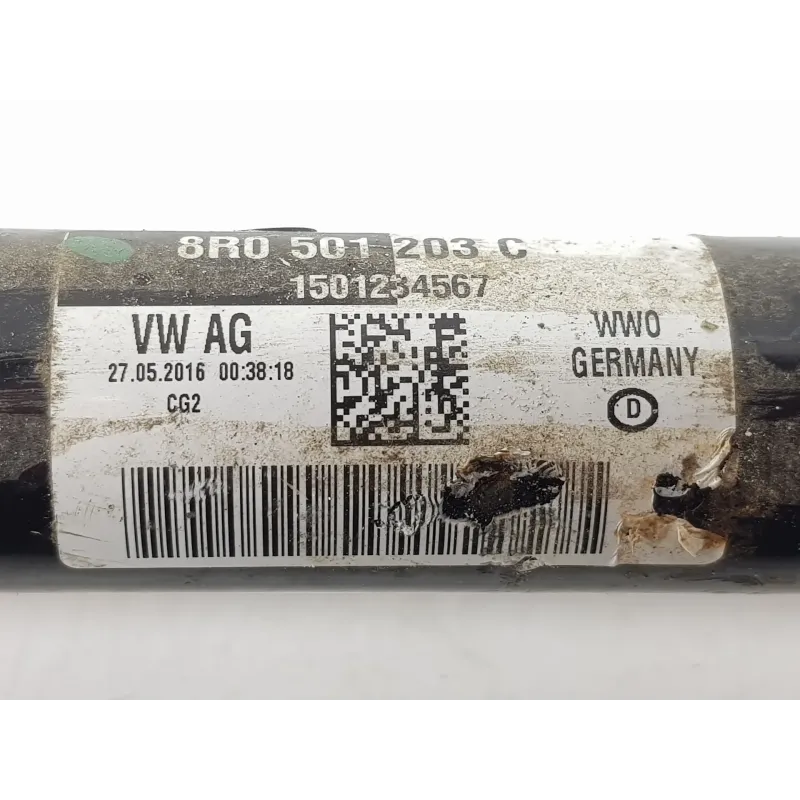 8R0 501 203 C
1501234567
VW AG
27.05.2016 00:38:18
CG2
WWO
GERMANY
D